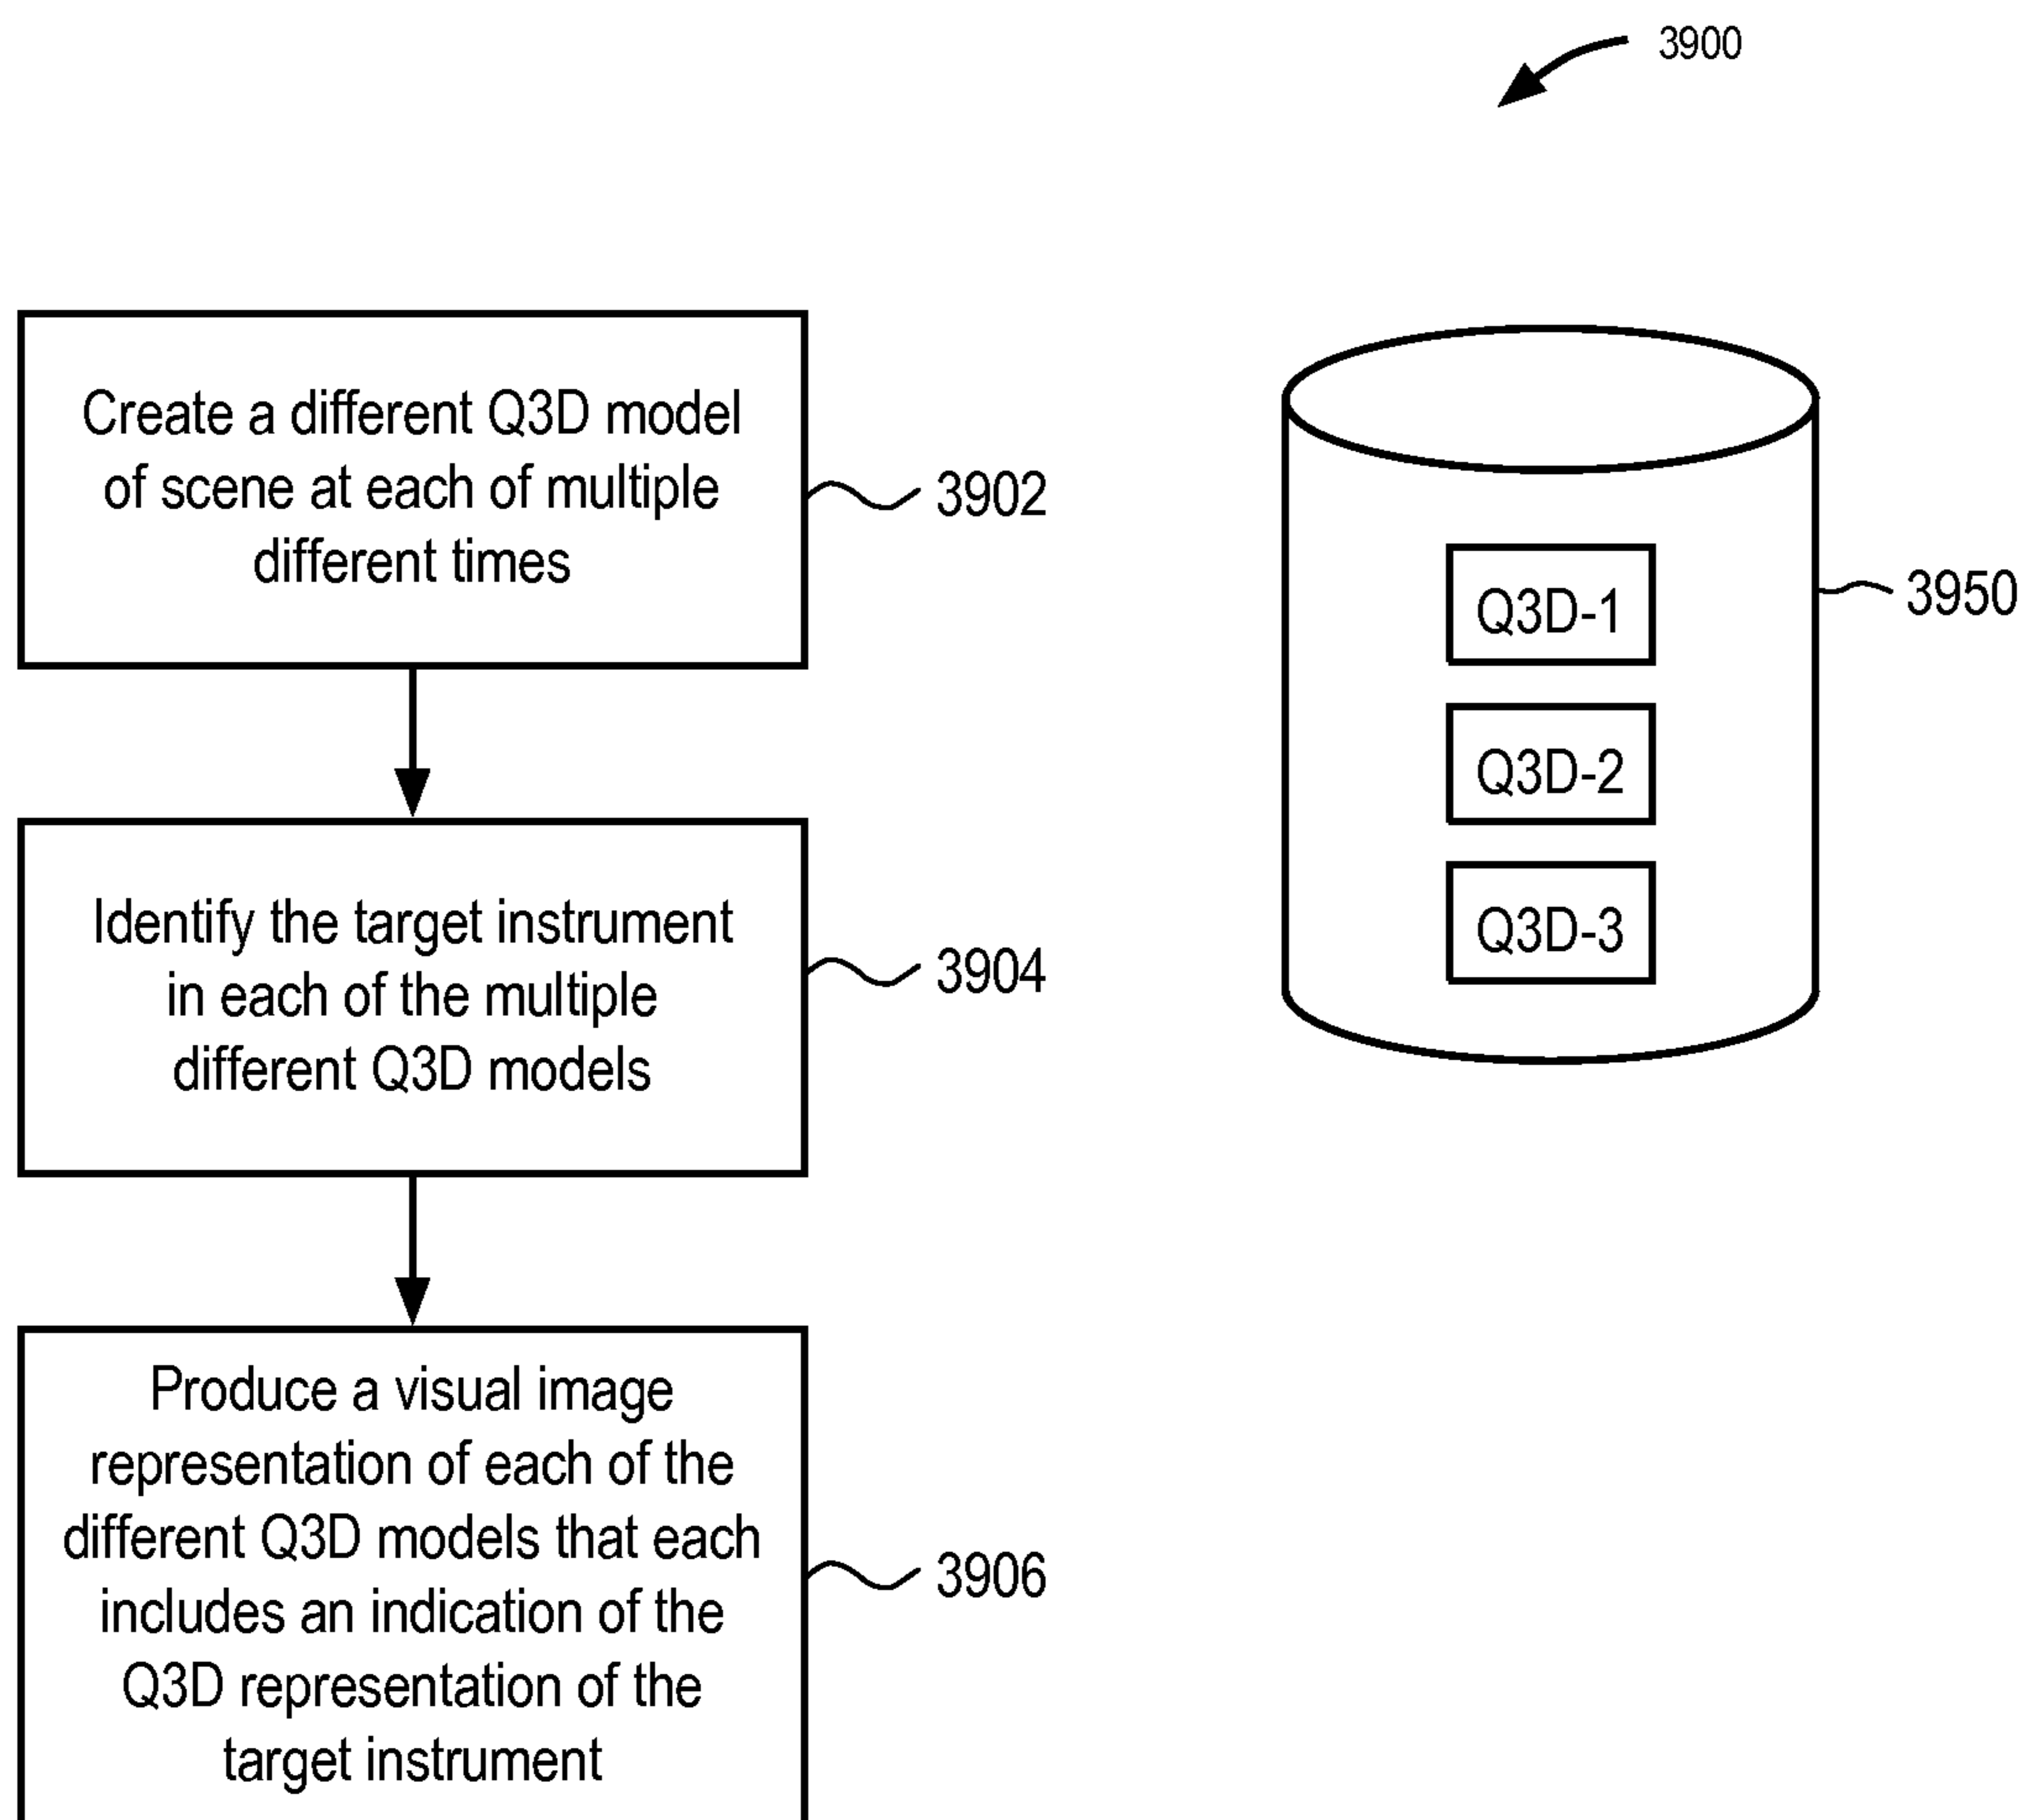 3900
Create a different Q3D model
of scene at each of multiple
different times
3902
Identify the target instrument
in each of the multiple
different Q3D models
3904
Produce a visual image
representation of each of the
different Q3D models that each
includes an indication of the
Q3D representation of the
target instrument
3906
Q3D-1
Q3D-2
Q3D-3
3950